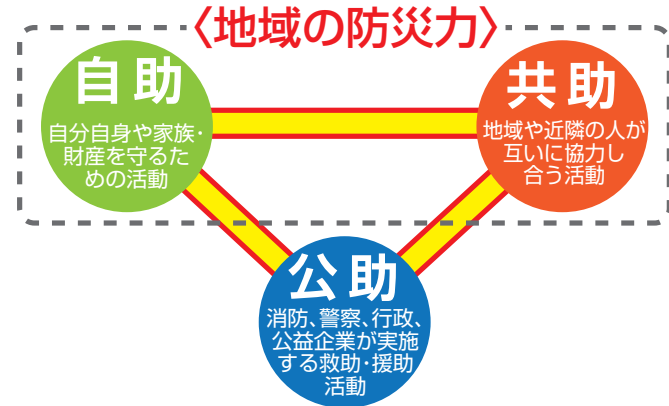 〈地域の防災力〉
自助
自分自身や家族・
財産を守るた
めの活動
共助
地域や近隣の人が
互いに協力し
合う活動
公助
消防、警察、行政、
公益企業が実施
する救助・援助
活動